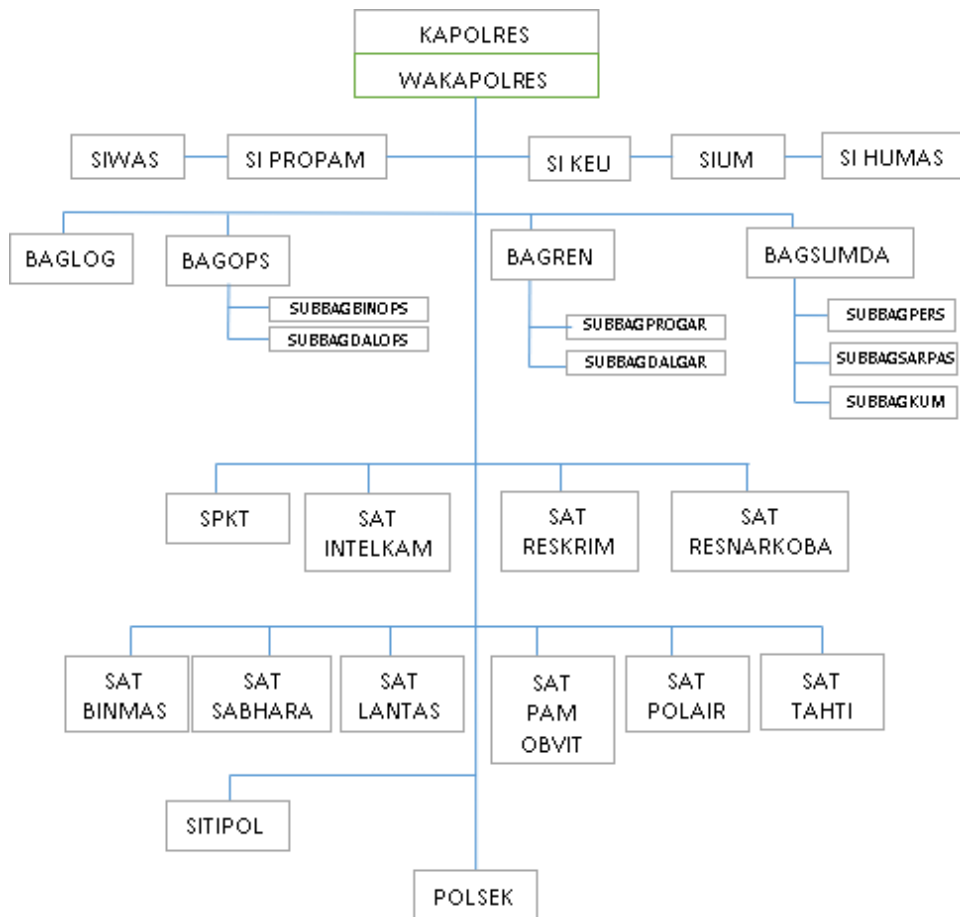 KAPOLRES
WAKAPOLRES
SIWAS
SI PROPAM
SI KEU
SIUM
SI HUMAS
BAGLOG
BAGOPS
BAGREN
BAGSUMDA
SUBBAGBINOPS
SUBBAGDALOPS
SUBBAGPROGAR
SUBBAGDALGAR
SUBBAGPERS
SUBBAGSARPAS
SUBBAGKUM
SPKT
SAT
INTELKAM
SAT
RESKRIM
SAT
RESNARKOBA
SAT
BINMAS
SAT
SABHARA
SAT
LANTAS
SAT
PAM
OBVIT
SAT
POLAIR
SAT
TAHTI
SITIPOL
POLSEK